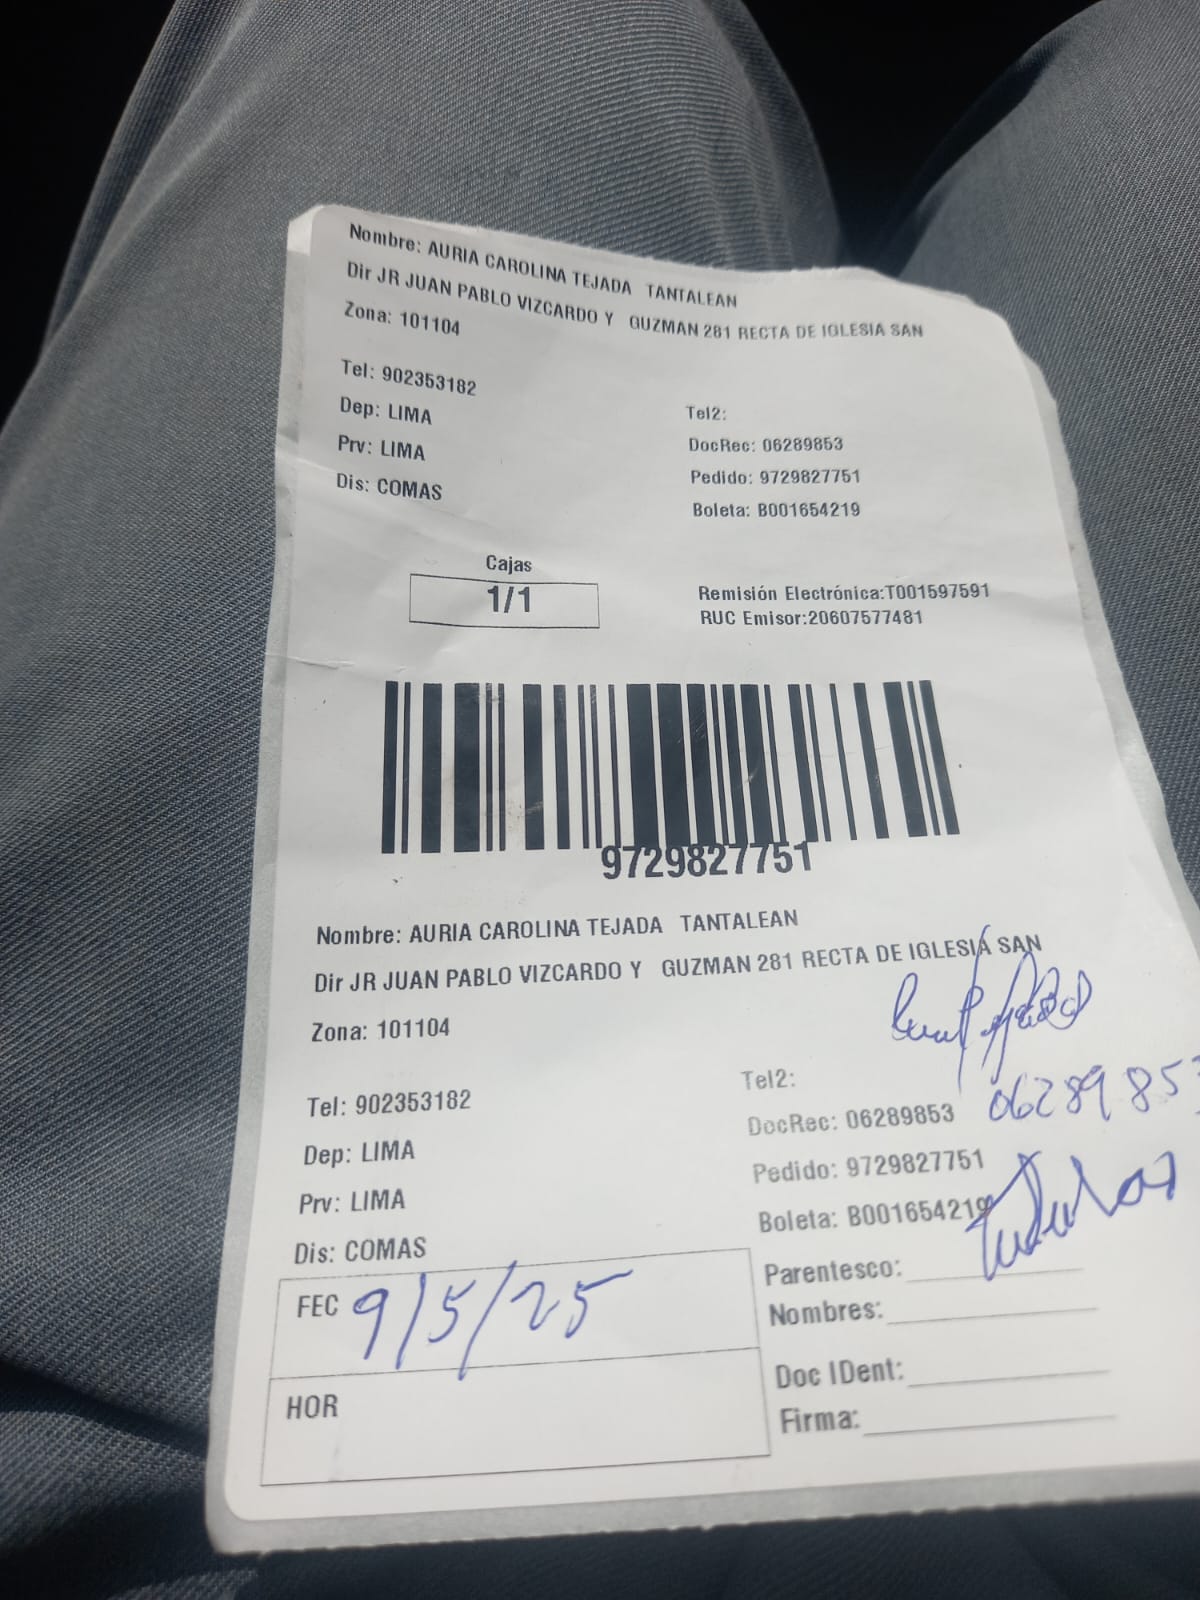 Nombre: AURIA CAROLINA TEJADA TANTALEAN
Dir JR JUAN PABLO VIZCARDO Y GUZMAN 281 RECTA DE IGLESIA SAN
Zona: 101104
Tel: 902353182
Tel2:
Dep: LIMA
DocRec: 06289853
Prv: LIMA
Pedido: 9729827751
Dis: COMAS
Boleta: B001654219
Cajas
1/1
Remisión Electrónica:T001597591
RUC Emisor:20607577481
9729827751
Nombre: AURIA CAROLINA TEJADA TANTALEAN
Dir JR JUAN PABLO VIZCARDO Y GUZMAN 281 RECTA DE IGLESIA SAN
Zona: 101104
Tel: 902353182
Tel2:
Dep: LIMA
DocRec: 06289853 06289853
Prv: LIMA
Pedido: 9729827751
Dis: COMAS
Boleta: B001654219
FEC 9/5/25
Parentesco:
Nombres:
HOR
Doc IDent:
Firma: